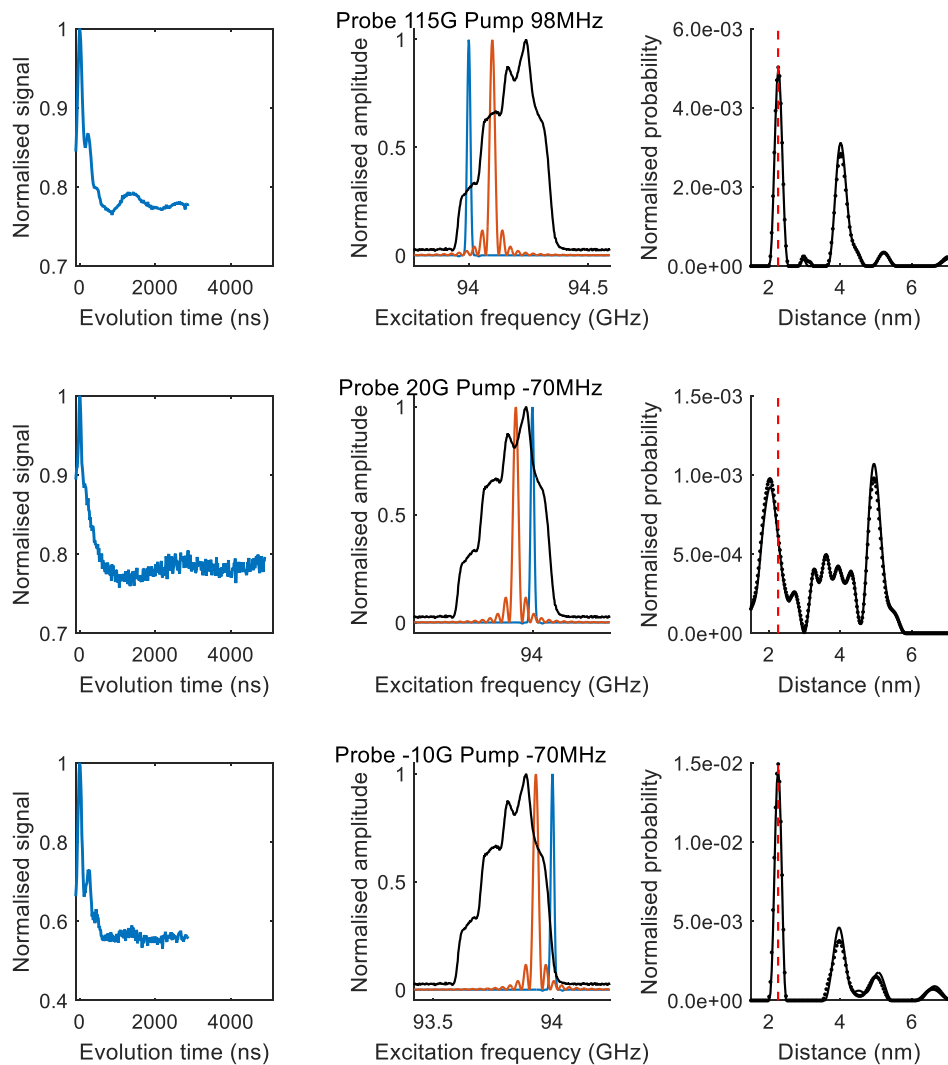 Probe 115G Pump 98MHz
Normalised signal
1
0.9
0.8
0.7
0 2000 4000
Evolution time (ns)
Normalised amplitude
1
0.5
0
94 94.5
Excitation frequency (GHz)
Normalised probability
6.0e-03
4.0e-03
2.0e-03
0.0e+00
2 4 6
Distance (nm)
Probe 20G Pump -70MHz
Normalised signal
1
0.9
0.8
0.7
0 2000 4000
Evolution time (ns)
Normalised amplitude
1
0.5
0
94
Excitation frequency (GHz)
Normalised probability
1.5e-03
1.0e-03
5.0e-04
0.0e+00
2 4 6
Distance (nm)
Probe -10G Pump -70MHz
Normalised signal
1
0.8
0.6
0.4
0 2000 4000
Evolution time (ns)
Normalised amplitude
1
0.5
0
93.5 94
Excitation frequency (GHz)
Normalised probability
1.5e-02
1.0e-02
5.0e-03
0.0e+00
2 4 6
Distance (nm)